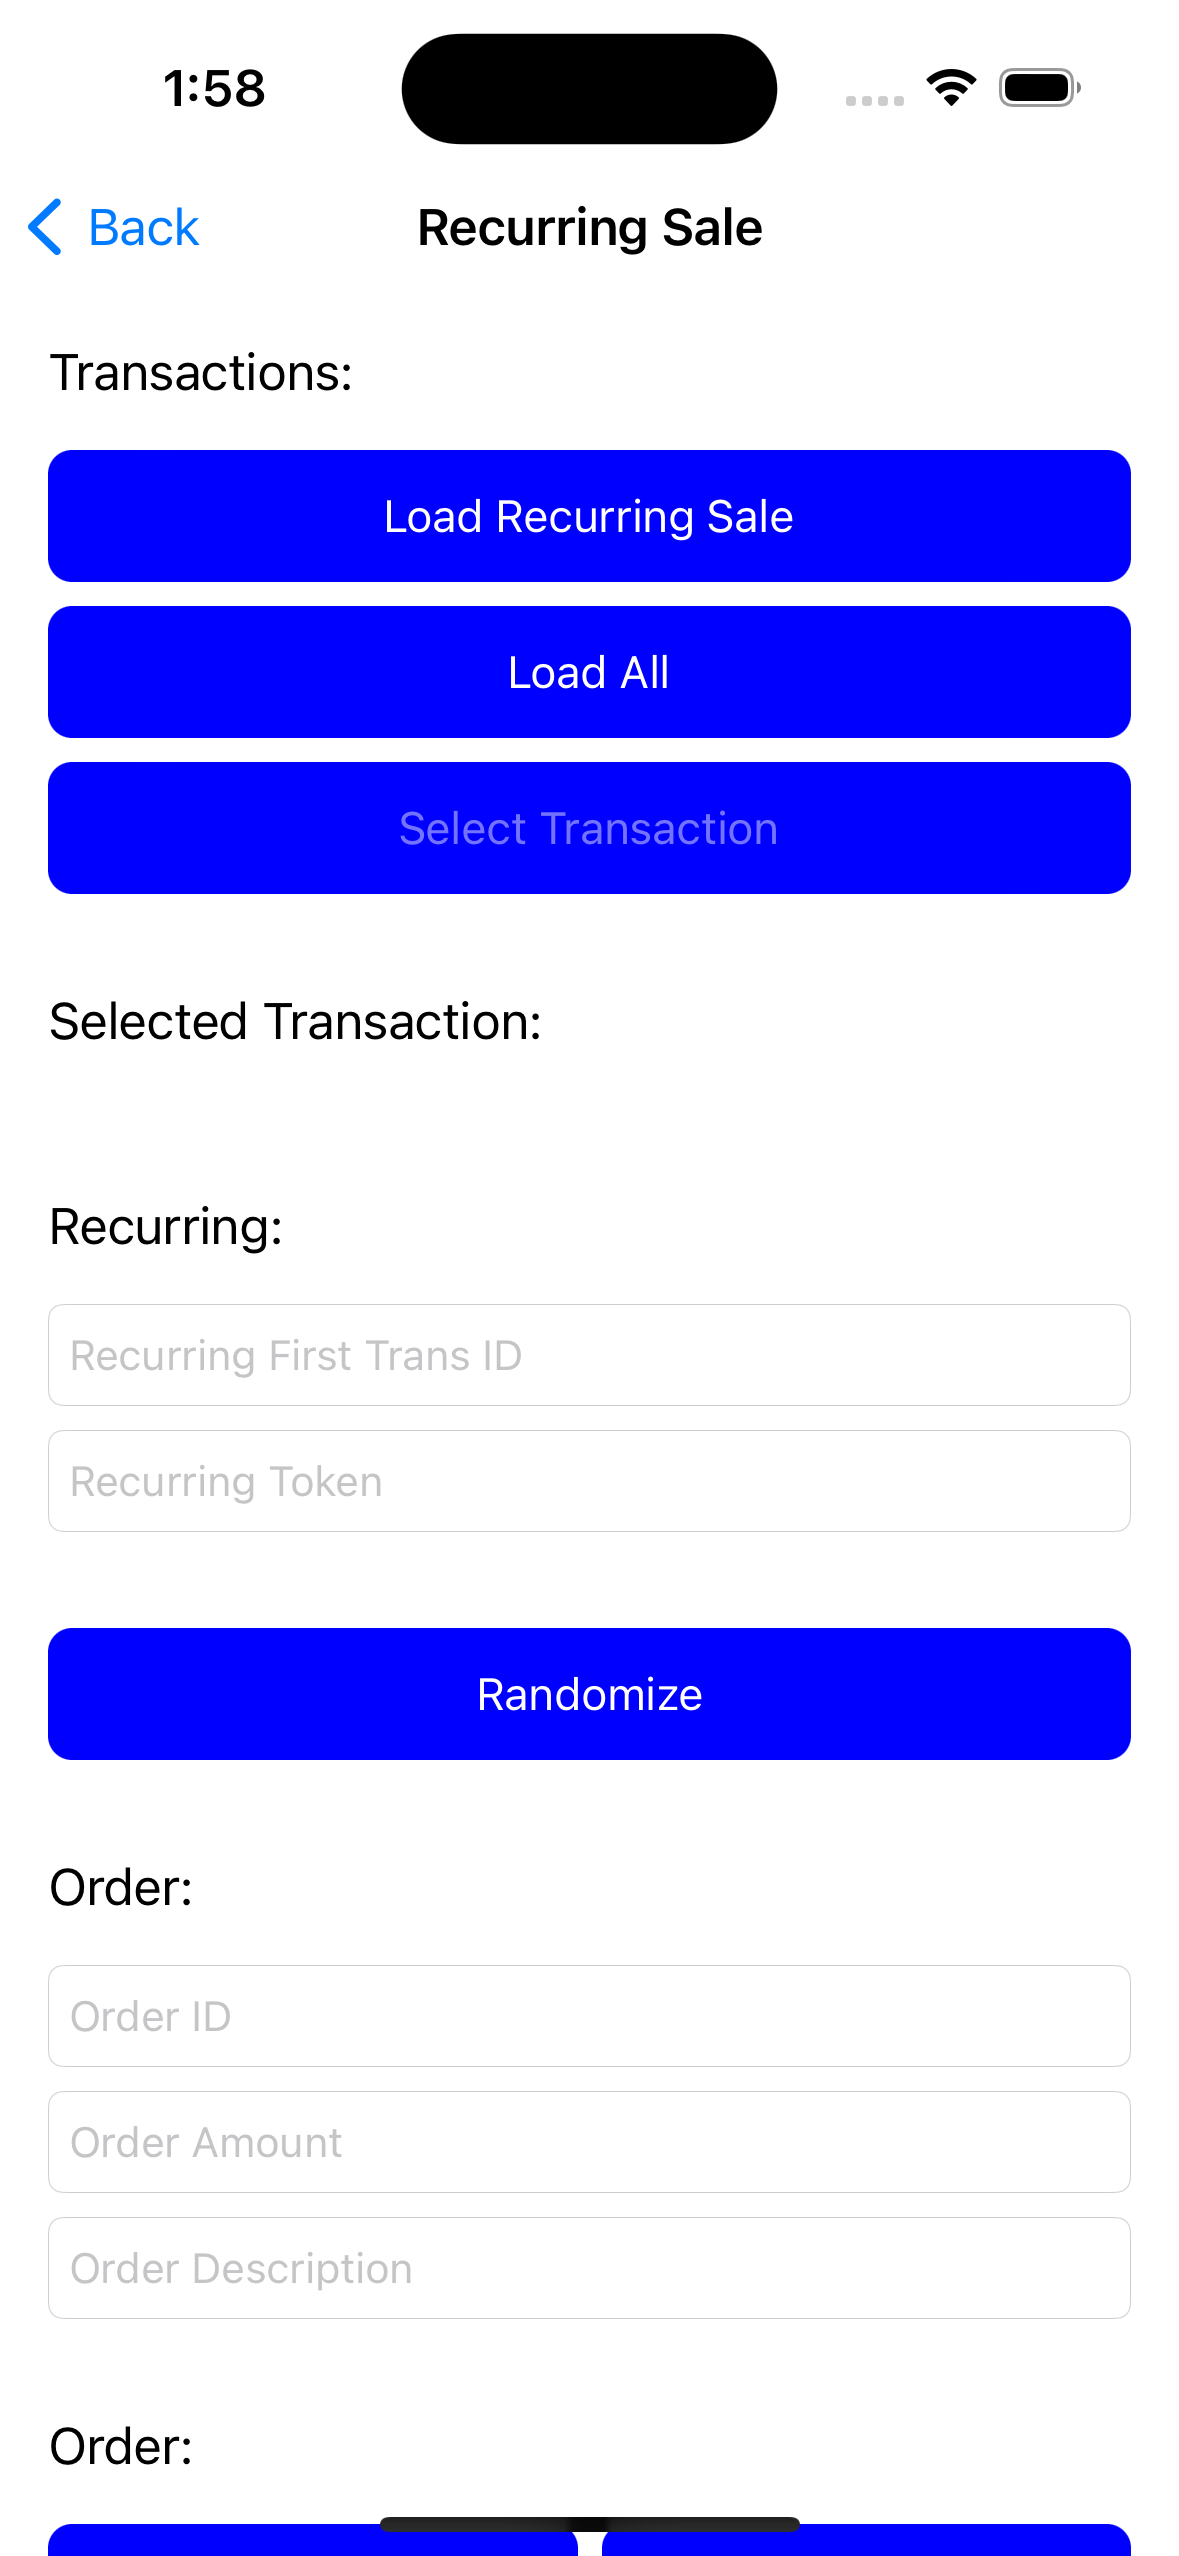 1:58
Back
Recurring Sale
Transactions:
Load Recurring Sale
Load All
Select Transaction
Selected Transaction:
Recurring:
Recurring First Trans ID
Recurring Token
Randomize
Order:
Order ID
Order Amount
Order Description
Order: